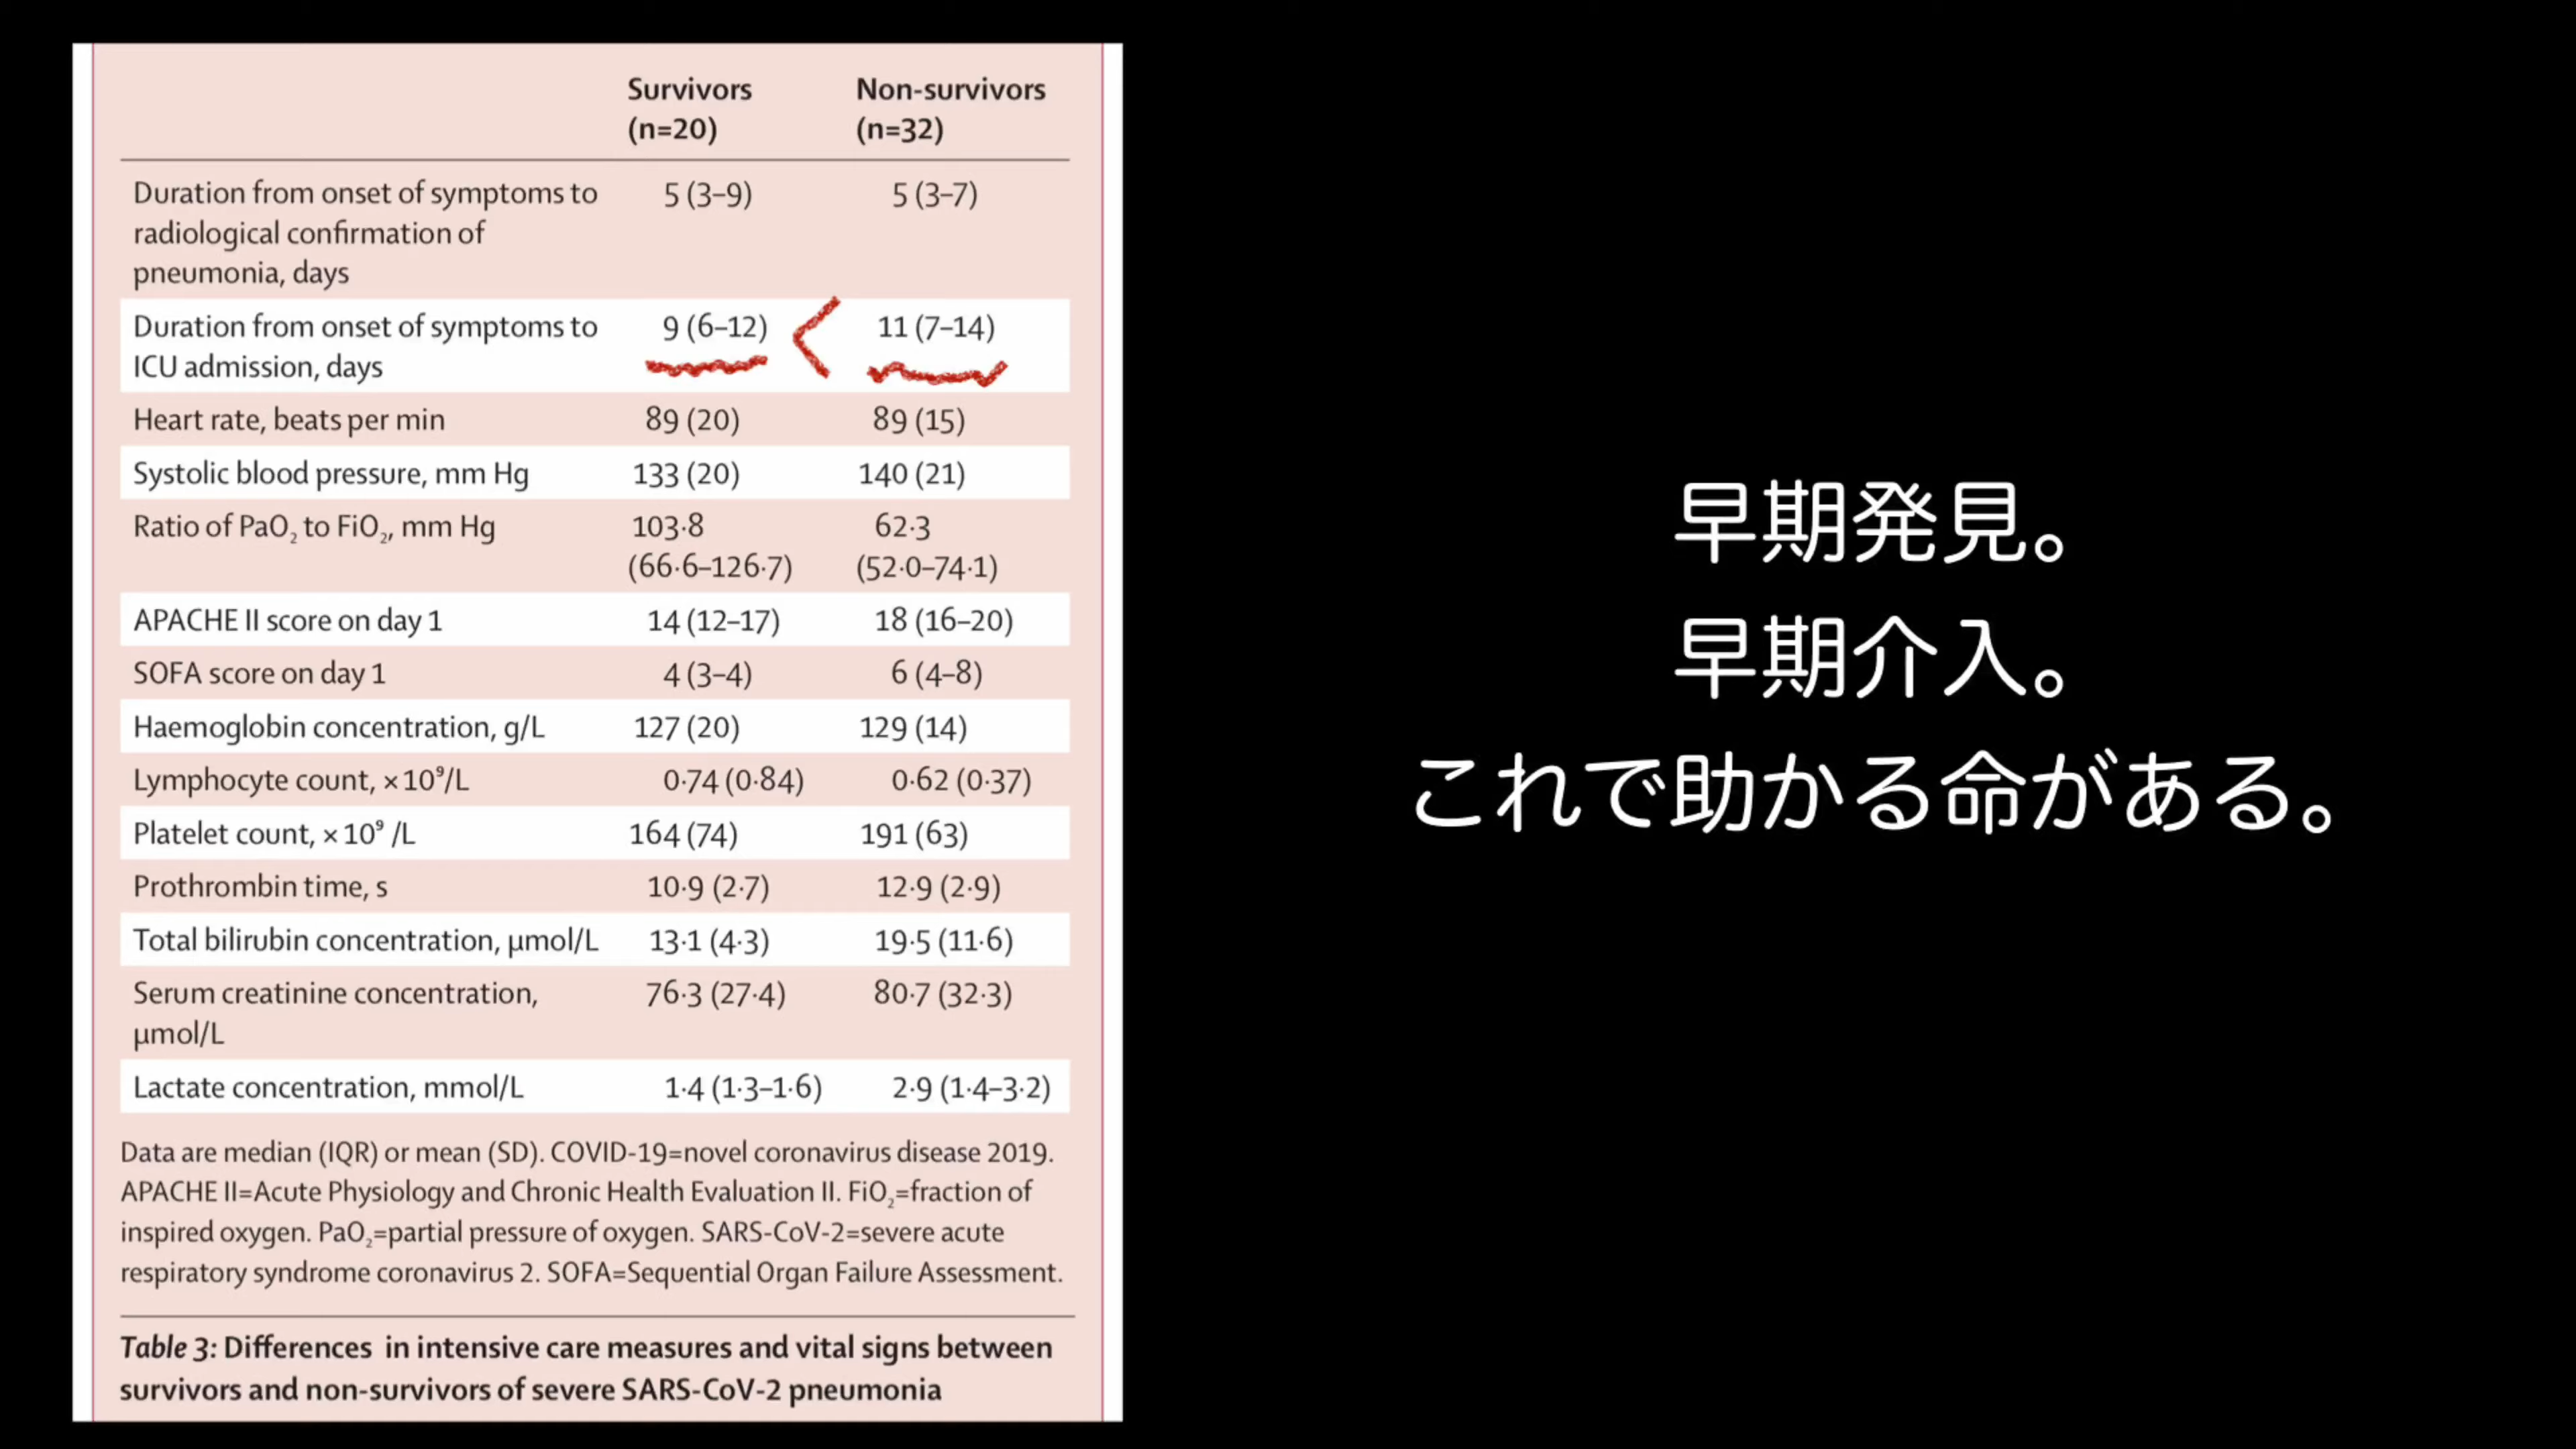 Survivors Non-survivors
(n=20) (n=32)
Duration from onset of symptoms to 5 (3–9) 5 (3–7)
radiological confirmation of
pneumonia, days
Duration from onset of symptoms to 9 (6–12) < 11 (7–14)
ICU admission, days
Heart rate, beats per min 89 (20) 89 (15)
Systolic blood pressure, mm Hg 133 (20) 140 (21)
Ratio of PaO₂ to FiO₂, mm Hg 103·8 62·3
(66·6–126·7) (52·0–74·1)
APACHE II score on day 1 14 (12–17) 18 (16–20)
SOFA score on day 1 4 (3–4) 6 (4–8)
Haemoglobin concentration, g/L 127 (20) 129 (14)
Lymphocyte count, ×10⁹/L 0·74 (0·84) 0·62 (0·37)
Platelet count, ×10⁹ /L 164 (74) 191 (63)
Prothrombin time, s 10·9 (2·7) 12·9 (2·9)
Total bilirubin concentration, μmol/L 13·1 (4·3) 19·5 (11·6)
Serum creatinine concentration, 76·3 (27·4) 80·7 (32·3)
μmol/L
Lactate concentration, mmol/L 1·4 (1·3–1·6) 2·9 (1·4–3·2)
Data are median (IQR) or mean (SD). COVID-19=novel coronavirus disease 2019.
APACHE II=Acute Physiology and Chronic Health Evaluation II. FiO₂=fraction of
inspired oxygen. PaO₂=partial pressure of oxygen. SARS-CoV-2=severe acute
respiratory syndrome coronavirus 2. SOFA=Sequential Organ Failure Assessment.
Table 3: Differences in intensive care measures and vital signs between
survivors and non-survivors of severe SARS-CoV-2 pneumonia
早期発見。
早期介入。
これで助かる命がある。